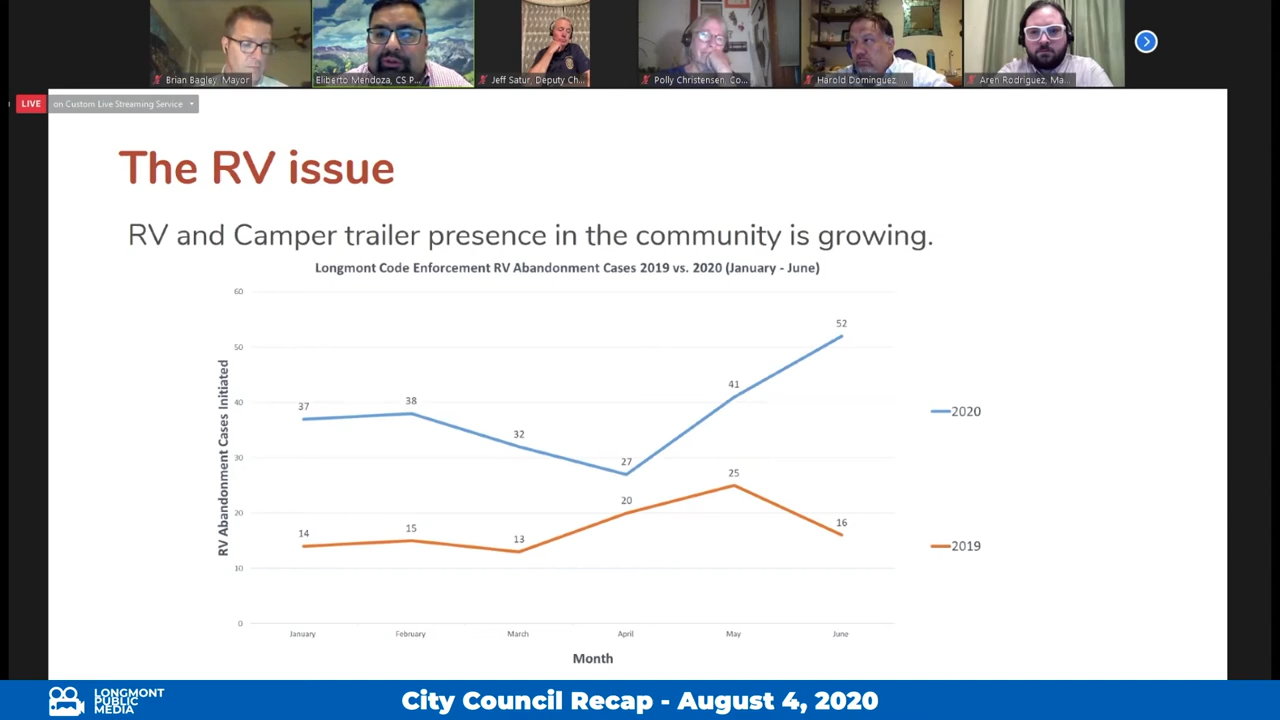 Brian Bagley, Mayor
Eliberto Mendoza, CS P...
Jeff Satur, Deputy Ch...
Polly Christensen, Co...
Harold Dominguez, ...
Aren Rodriguez, Ma...
LIVE on Custom Live Streaming Service
The RV issue
RV and Camper trailer presence in the community is growing.
Longmont Code Enforcement RV Abandonment Cases 2019 vs. 2020 (January - June)
RV Abandonment Cases Initiated
60
50
40
30
20
10
0
37
38
32
27
41
52
14
15
13
20
25
16
2020
2019
January
February
March
April
May
June
Month
LONGMONT
PUBLIC
MEDIA
City Council Recap - August 4, 2020